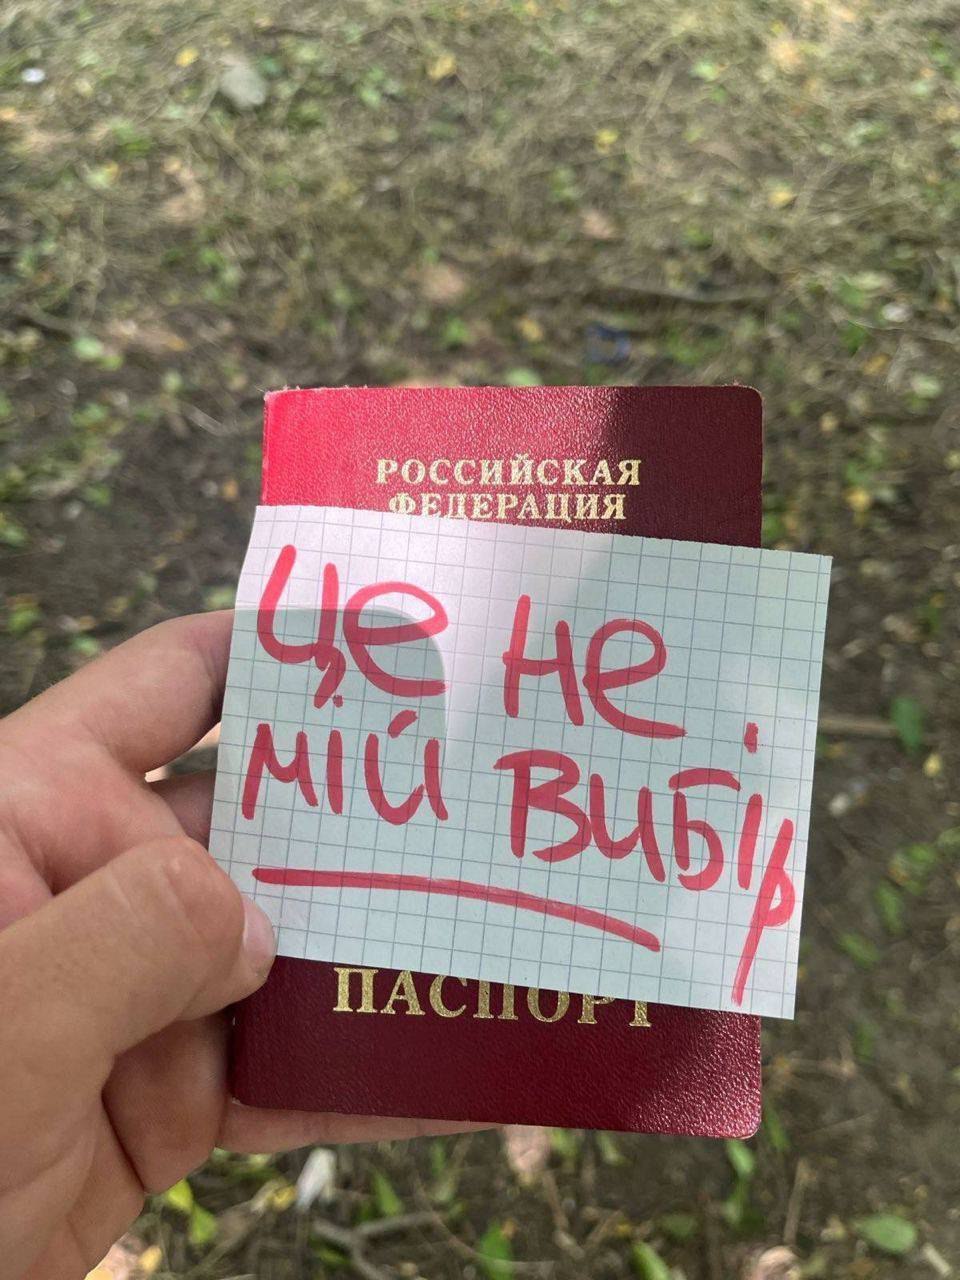 РОССИЙСКАЯ
ФЕДЕРАЦИЯ
Це не
мій вибір
ПАСПОРТ